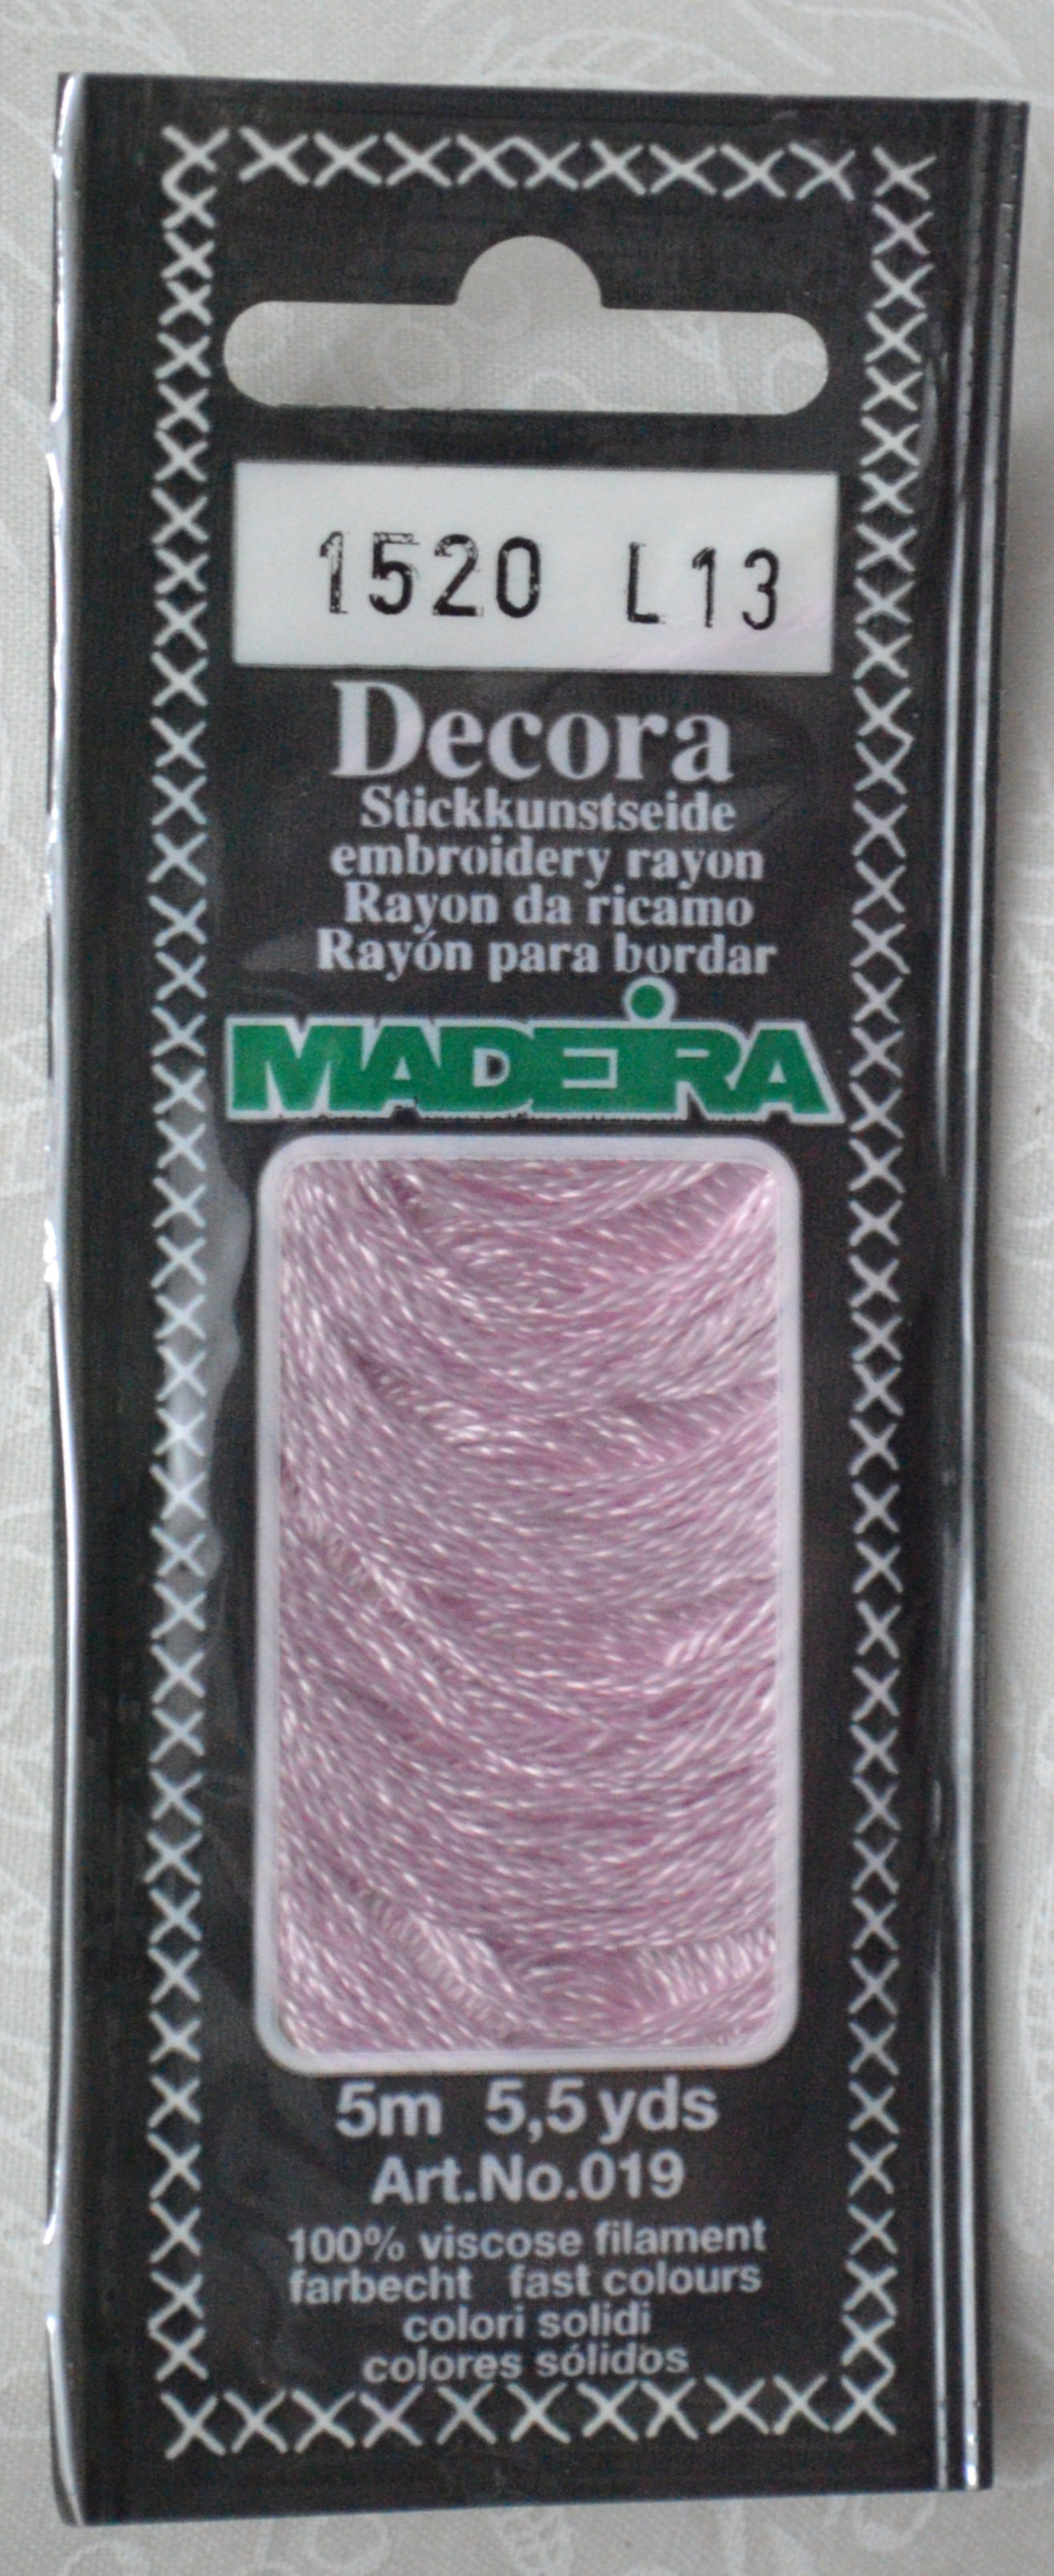 1520 L13
Decora
Stickkunstseide
embroidery rayon
Rayon da ricamo
Rayón para bordar
MADEIRA
5m 5,5 yds
Art.No.019
100% viscose filament
farbecht fast colours
colori solidi
colores sólidos